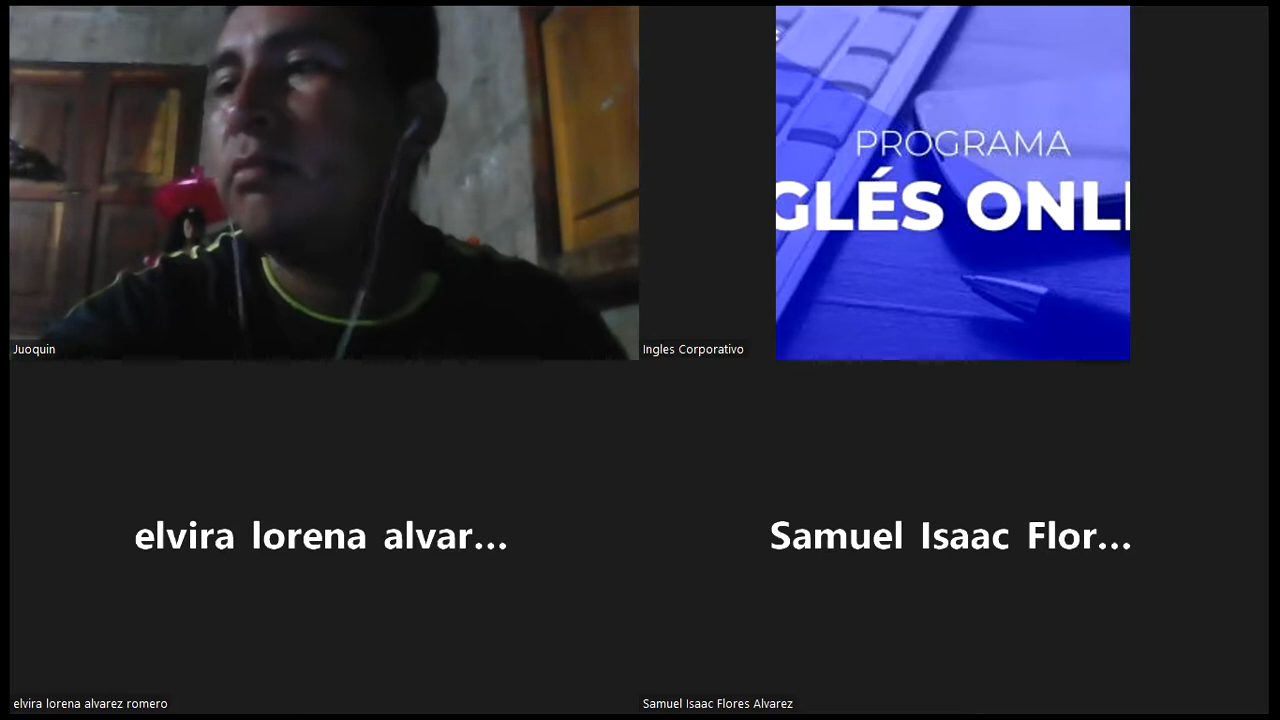 Juoquin
PROGRAMA
GLÉS ONLI
Ingles Corporativo
elvira lorena alvar...
Samuel Isaac Flor...
elvira lorena alvarez romero
Samuel Isaac Flores Alvarez